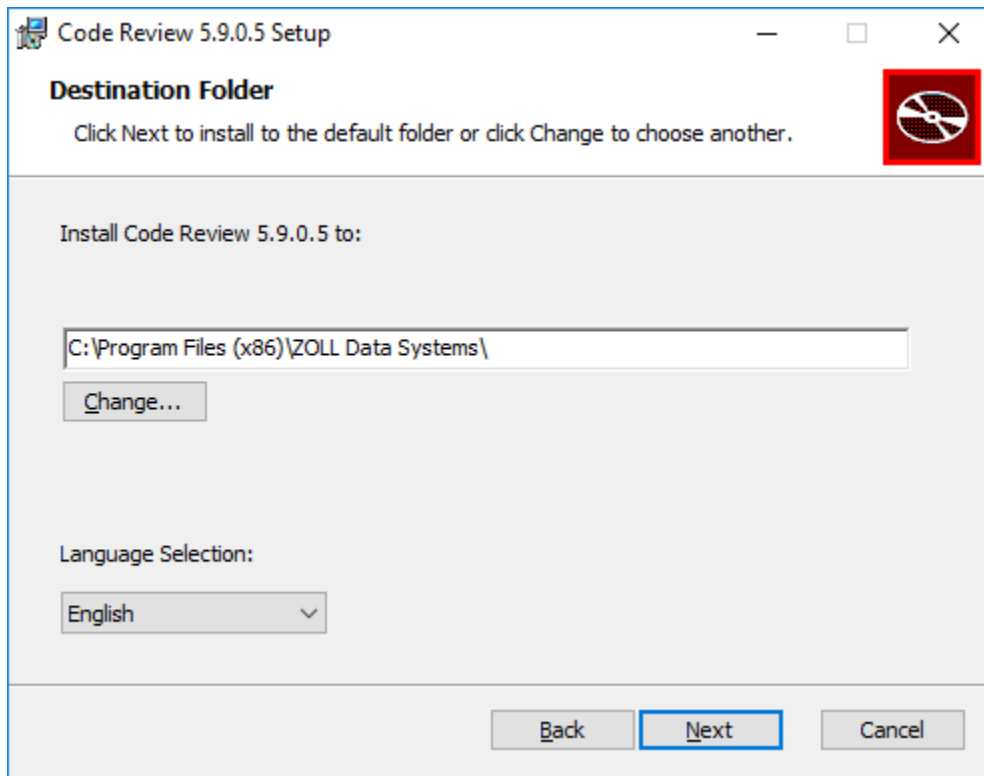 Code Review 5.9.0.5 Setup
Destination Folder
Click Next to install to the default folder or click Change to choose another.
Install Code Review 5.9.0.5 to:
C:\Program Files (x86)\ZOLL Data Systems\
Change...
Language Selection:
English
Back Next Cancel